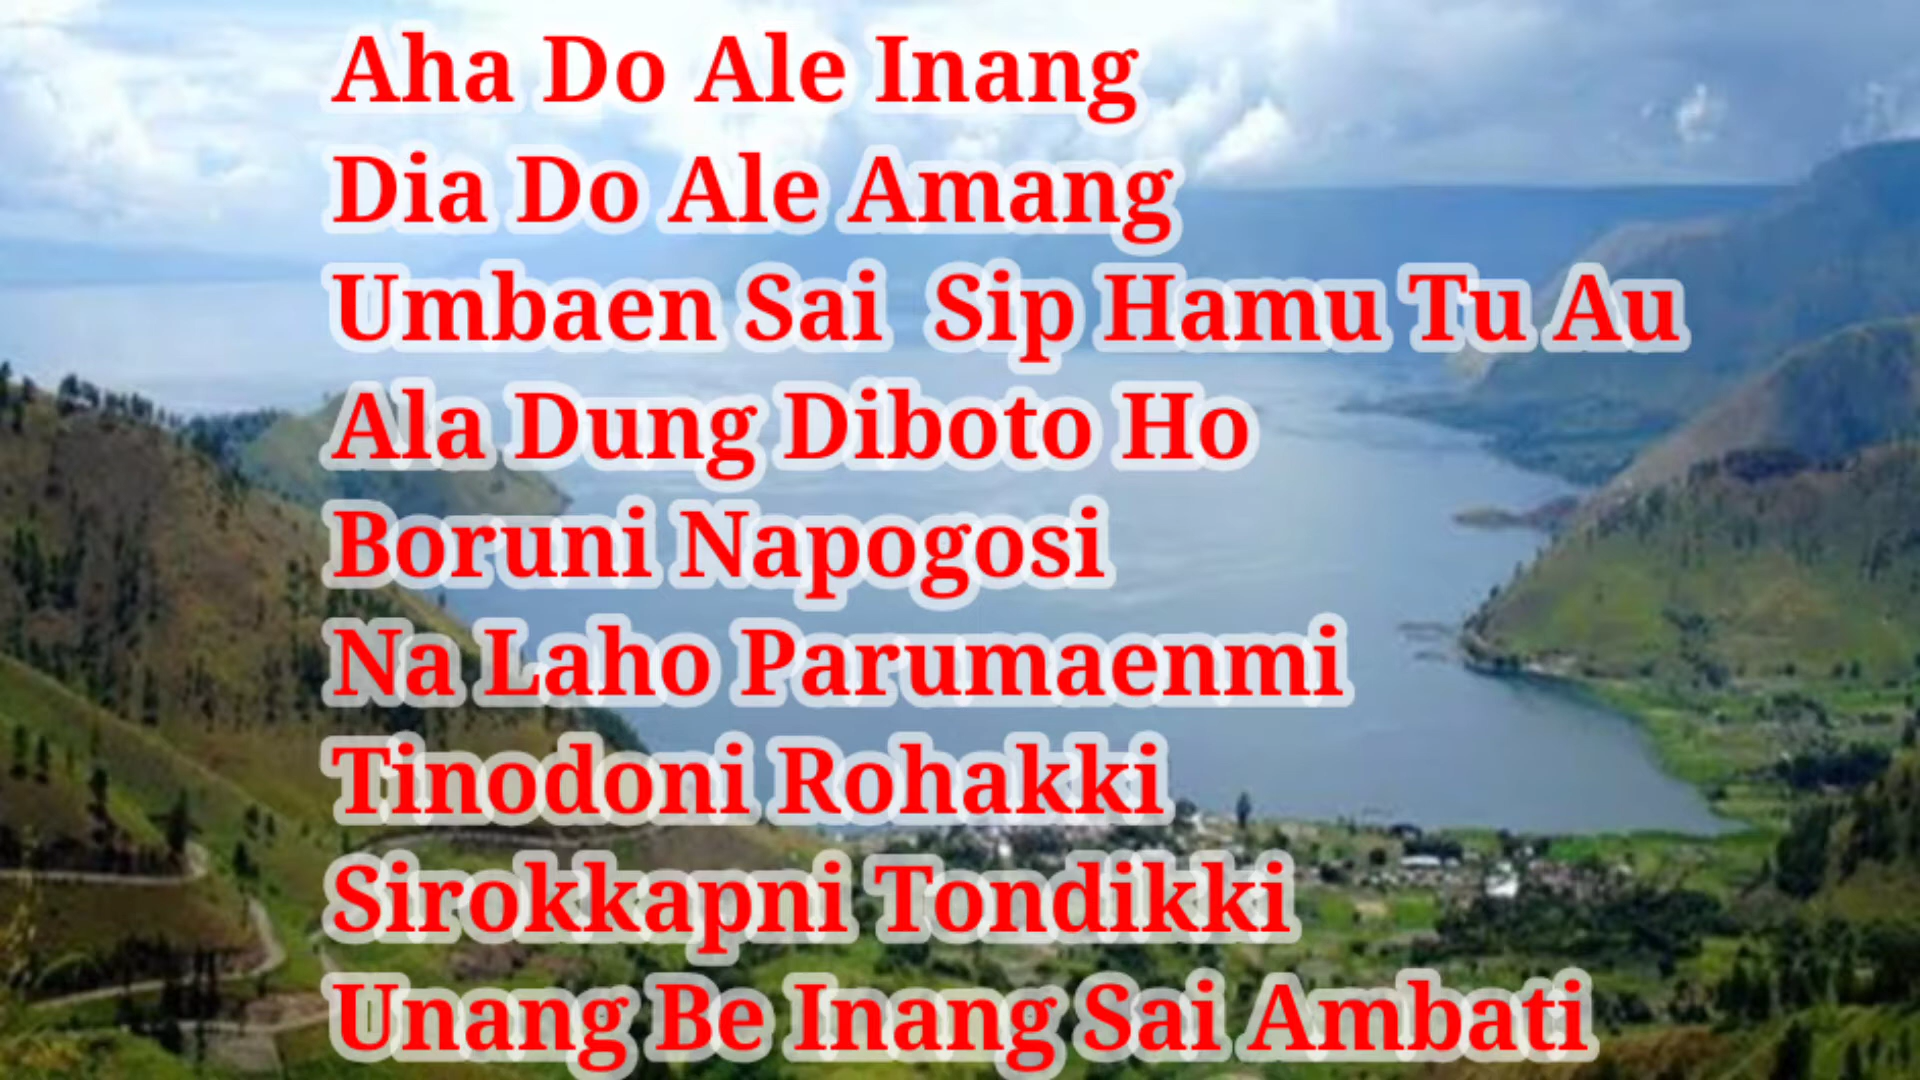 Aha Do Ale Inang
Dia Do Ale Amang
Umbaen Sai  Sip Hamu Tu Au
Ala Dung Diboto Ho
Boruni Napogosi
Na Laho Parumaenmi
Tinodoni Rohakki
Sirokkapni Tondikki
Unang Be Inang Sai Ambati